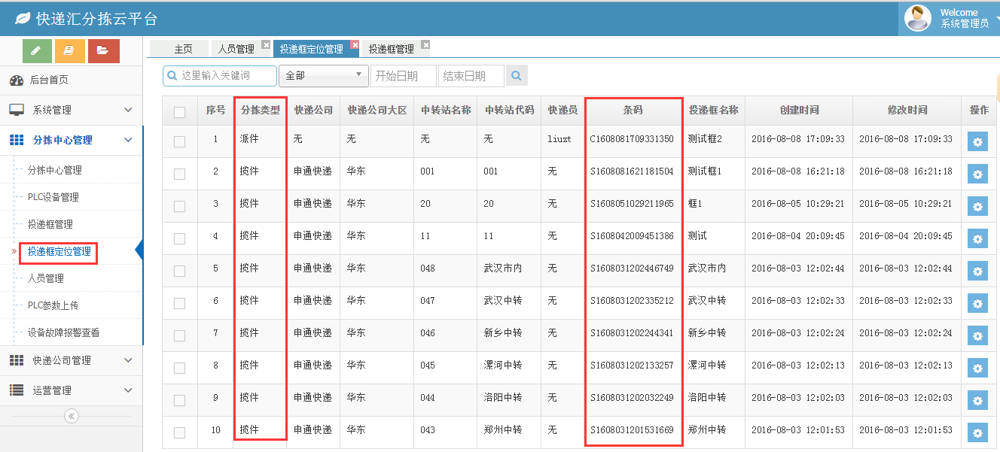 快递汇分拣云平台
Welcome
系统管理员
后台首页
系统管理
分拣中心管理
分拣中心管理
PLC设备管理
投递框管理
» 投递框定位管理
人员管理
PLC参数上传
设备故障报警查看
快递公司管理
运营管理
主页 人员管理 投递框定位管理 投递框管理
这里输入关键词 全部 开始日期 结束日期
序号 分拣类型 快递公司 快递公司大区 中转站名称 中转站代码 快递员 条码 投递框名称 创建时间 修改时间 操作
1 派件 无 无 无 无 liuzt C1608081709331350 测试框2 2016-08-08 17:09:33 2016-08-08 17:09:33
2 揽件 申通快递 华东 001 001 无 S1608081621181504 测试框1 2016-08-08 16:21:18 2016-08-08 16:21:18
3 揽件 申通快递 华东 20 20 无 S1608051029211965 框1 2016-08-05 10:29:21 2016-08-05 10:29:21
4 揽件 申通快递 华东 11 11 无 S1608042009451386 测试 2016-08-04 20:09:45 2016-08-04 20:09:45
5 揽件 申通快递 华东 048 武汉市内 无 S1608031202446749 武汉市内 2016-08-03 12:02:44 2016-08-03 12:02:44
6 揽件 申通快递 华东 047 武汉中转 无 S1608031202335212 武汉中转 2016-08-03 12:02:33 2016-08-03 12:02:33
7 揽件 申通快递 华东 046 新乡中转 无 S1608031202244341 新乡中转 2016-08-03 12:02:24 2016-08-03 12:02:24
8 揽件 申通快递 华东 045 漯河中转 无 S1608031202133257 漯河中转 2016-08-03 12:02:13 2016-08-03 12:02:13
9 揽件 申通快递 华东 044 洛阳中转 无 S1608031202032249 洛阳中转 2016-08-03 12:02:03 2016-08-03 12:02:03
10 揽件 申通快递 华东 043 郑州中转 无 S1608031201531669 郑州中转 2016-08-03 12:01:53 2016-08-03 12:01:53